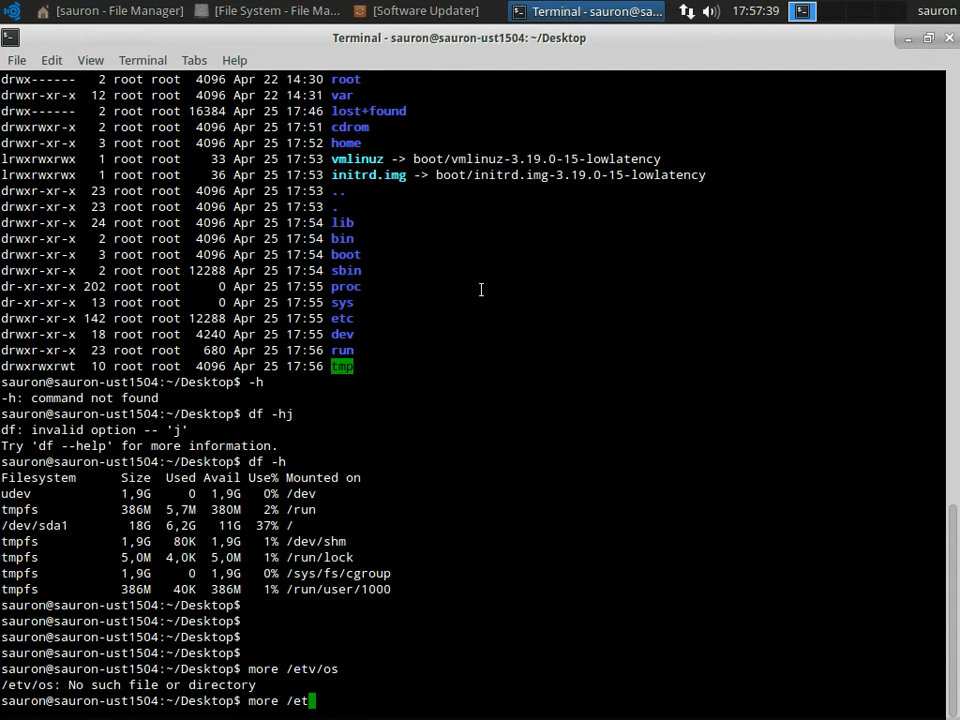 [sauron - File Manager] [File System - File Ma... [Software Updater] Terminal - sauron@sa... 17:57:39 sauron
Terminal - sauron@sauron-ust1504: ~/Desktop
File Edit View Terminal Tabs Help
drwx------ 2 root root 4096 Apr 22 14:30 root
drwxr-xr-x 12 root root 4096 Apr 22 14:31 var
drwx------ 2 root root 16384 Apr 25 17:46 lost+found
drwxrwxr-x 2 root root 4096 Apr 25 17:51 cdrom
drwxr-xr-x 3 root root 4096 Apr 25 17:52 home
lrwxrwxrwx 1 root root 33 Apr 25 17:53 vmlinuz -> boot/vmlinuz-3.19.0-15-lowlatency
lrwxrwxrwx 1 root root 36 Apr 25 17:53 initrd.img -> boot/initrd.img-3.19.0-15-lowlatency
drwxr-xr-x 23 root root 4096 Apr 25 17:53 ..
drwxr-xr-x 23 root root 4096 Apr 25 17:53 .
drwxr-xr-x 24 root root 4096 Apr 25 17:54 lib
drwxr-xr-x 2 root root 4096 Apr 25 17:54 bin
drwxr-xr-x 3 root root 4096 Apr 25 17:54 boot
drwxr-xr-x 2 root root 12288 Apr 25 17:54 sbin
dr-xr-xr-x 202 root root 0 Apr 25 17:55 proc
dr-xr-xr-x 13 root root 0 Apr 25 17:55 sys
drwxr-xr-x 142 root root 12288 Apr 25 17:55 etc
drwxr-xr-x 18 root root 4240 Apr 25 17:55 dev
drwxr-xr-x 23 root root 680 Apr 25 17:56 run
drwxrwxrwt 10 root root 4096 Apr 25 17:56 tmp
sauron@sauron-ust1504:~/Desktop$ -h
-h: command not found
sauron@sauron-ust1504:~/Desktop$ df -hj
df: invalid option -- 'j'
Try 'df --help' for more information.
sauron@sauron-ust1504:~/Desktop$ df -h
Filesystem Size Used Avail Use% Mounted on
udev 1,9G 0 1,9G 0% /dev
tmpfs 386M 5,7M 380M 2% /run
/dev/sda1 18G 6,2G 11G 37% /
tmpfs 1,9G 80K 1,9G 1% /dev/shm
tmpfs 5,0M 4,0K 5,0M 1% /run/lock
tmpfs 1,9G 0 1,9G 0% /sys/fs/cgroup
tmpfs 386M 40K 386M 1% /run/user/1000
sauron@sauron-ust1504:~/Desktop$
sauron@sauron-ust1504:~/Desktop$
sauron@sauron-ust1504:~/Desktop$
sauron@sauron-ust1504:~/Desktop$
sauron@sauron-ust1504:~/Desktop$ more /etv/os
/etv/os: No such file or directory
sauron@sauron-ust1504:~/Desktop$ more /et